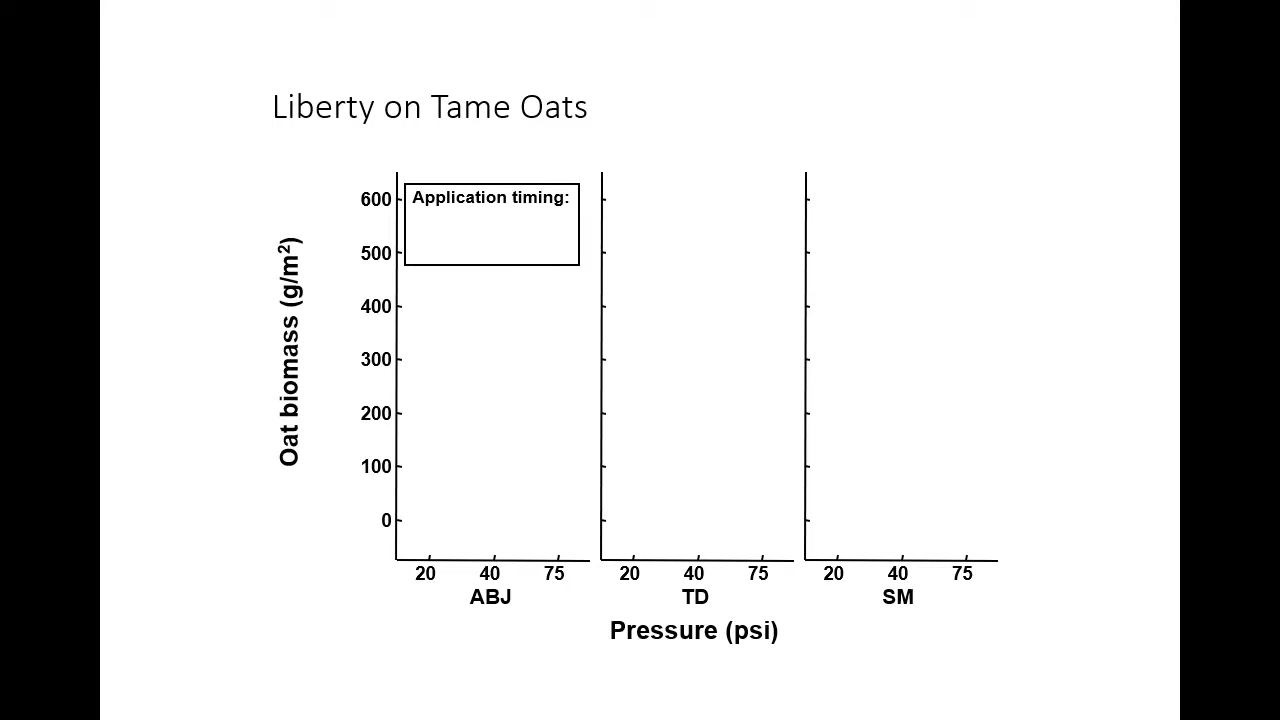 Liberty on Tame Oats
Application timing:
Oat biomass (g/m²)
600
500
400
300
200
100
0
20 40 75 20 40 75 20 40 75
ABJ TD SM
Pressure (psi)